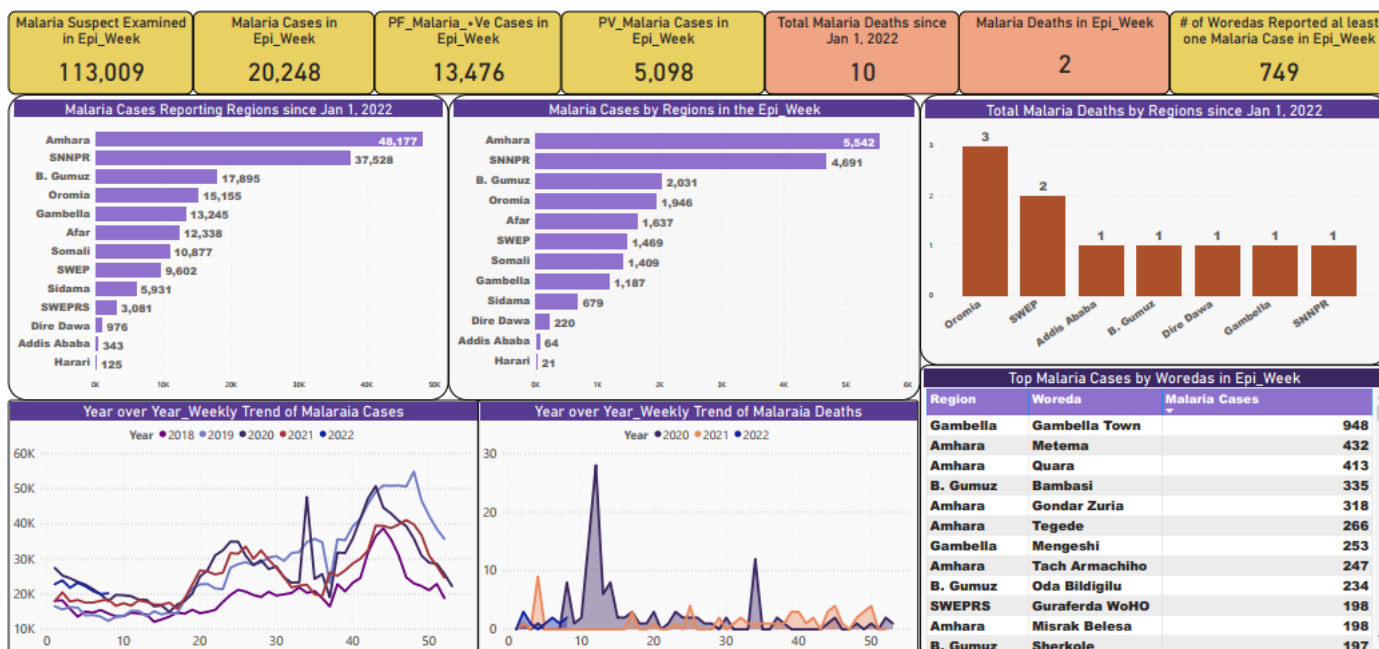 Malaria Suspect Examined
in Epi_Week
113,009
Malaria Cases in
Epi_Week
20,248
PF_Malaria_+Ve Cases in
Epi_Week
13,476
PV_Malaria Cases in
Epi_Week
5,098
Total Malaria Deaths since
Jan 1, 2022
10
Malaria Deaths in Epi_Week
2
# of Woredas Reported al least
one Malaria Case in Epi_Week
749
Malaria Cases Reporting Regions since Jan 1, 2022
Amhara 48,177
SNNPR 37,528
B. Gumuz 17,895
Oromia 15,155
Gambella 13,245
Afar 12,338
Somali 10,877
SWEP 9,602
Sidama 5,931
SWEPRS 3,081
Dire Dawa 976
Addis Ababa 343
Harari 125
0K 10K 20K 30K 40K 50K
Malaria Cases by Regions in the Epi_Week
Amhara 5,542
SNNPR 4,691
B. Gumuz 2,031
Oromia 1,946
Afar 1,637
SWEP 1,469
Somali 1,409
Gambella 1,187
Sidama 679
Dire Dawa 220
Addis Ababa 64
Harari 21
0K 1K 2K 3K 4K 5K 6K
Total Malaria Deaths by Regions since Jan 1, 2022
3
2
1
0
3 2 1 1 1 1 1
Oromia SWEP Addis Ababa B. Gumuz Dire Dawa Gambella SNNPR
Year over Year_Weekly Trend of Malaraia Cases
Year 2018 2019 2020 2021 2022
60K
50K
40K
30K
20K
10K
0 10 20 30 40 50
Year over Year_Weekly Trend of Malaraia Deaths
Year 2020 2021 2022
30
20
10
0
0 10 20 30 40 50
Top Malaria Cases by Woredas in Epi_Week
Region Woreda Malaria Cases
Gambella Gambella Town 948
Amhara Metema 432
Amhara Quara 413
B. Gumuz Bambasi 335
Amhara Gondar Zuria 318
Amhara Tegede 266
Gambella Mengeshi 253
Amhara Tach Armachiho 247
B. Gumuz Oda Bildigilu 234
SWEPRS Guraferda WoHO 198
Amhara Misrak Belesa 198
B. Gumuz Sherkole 197